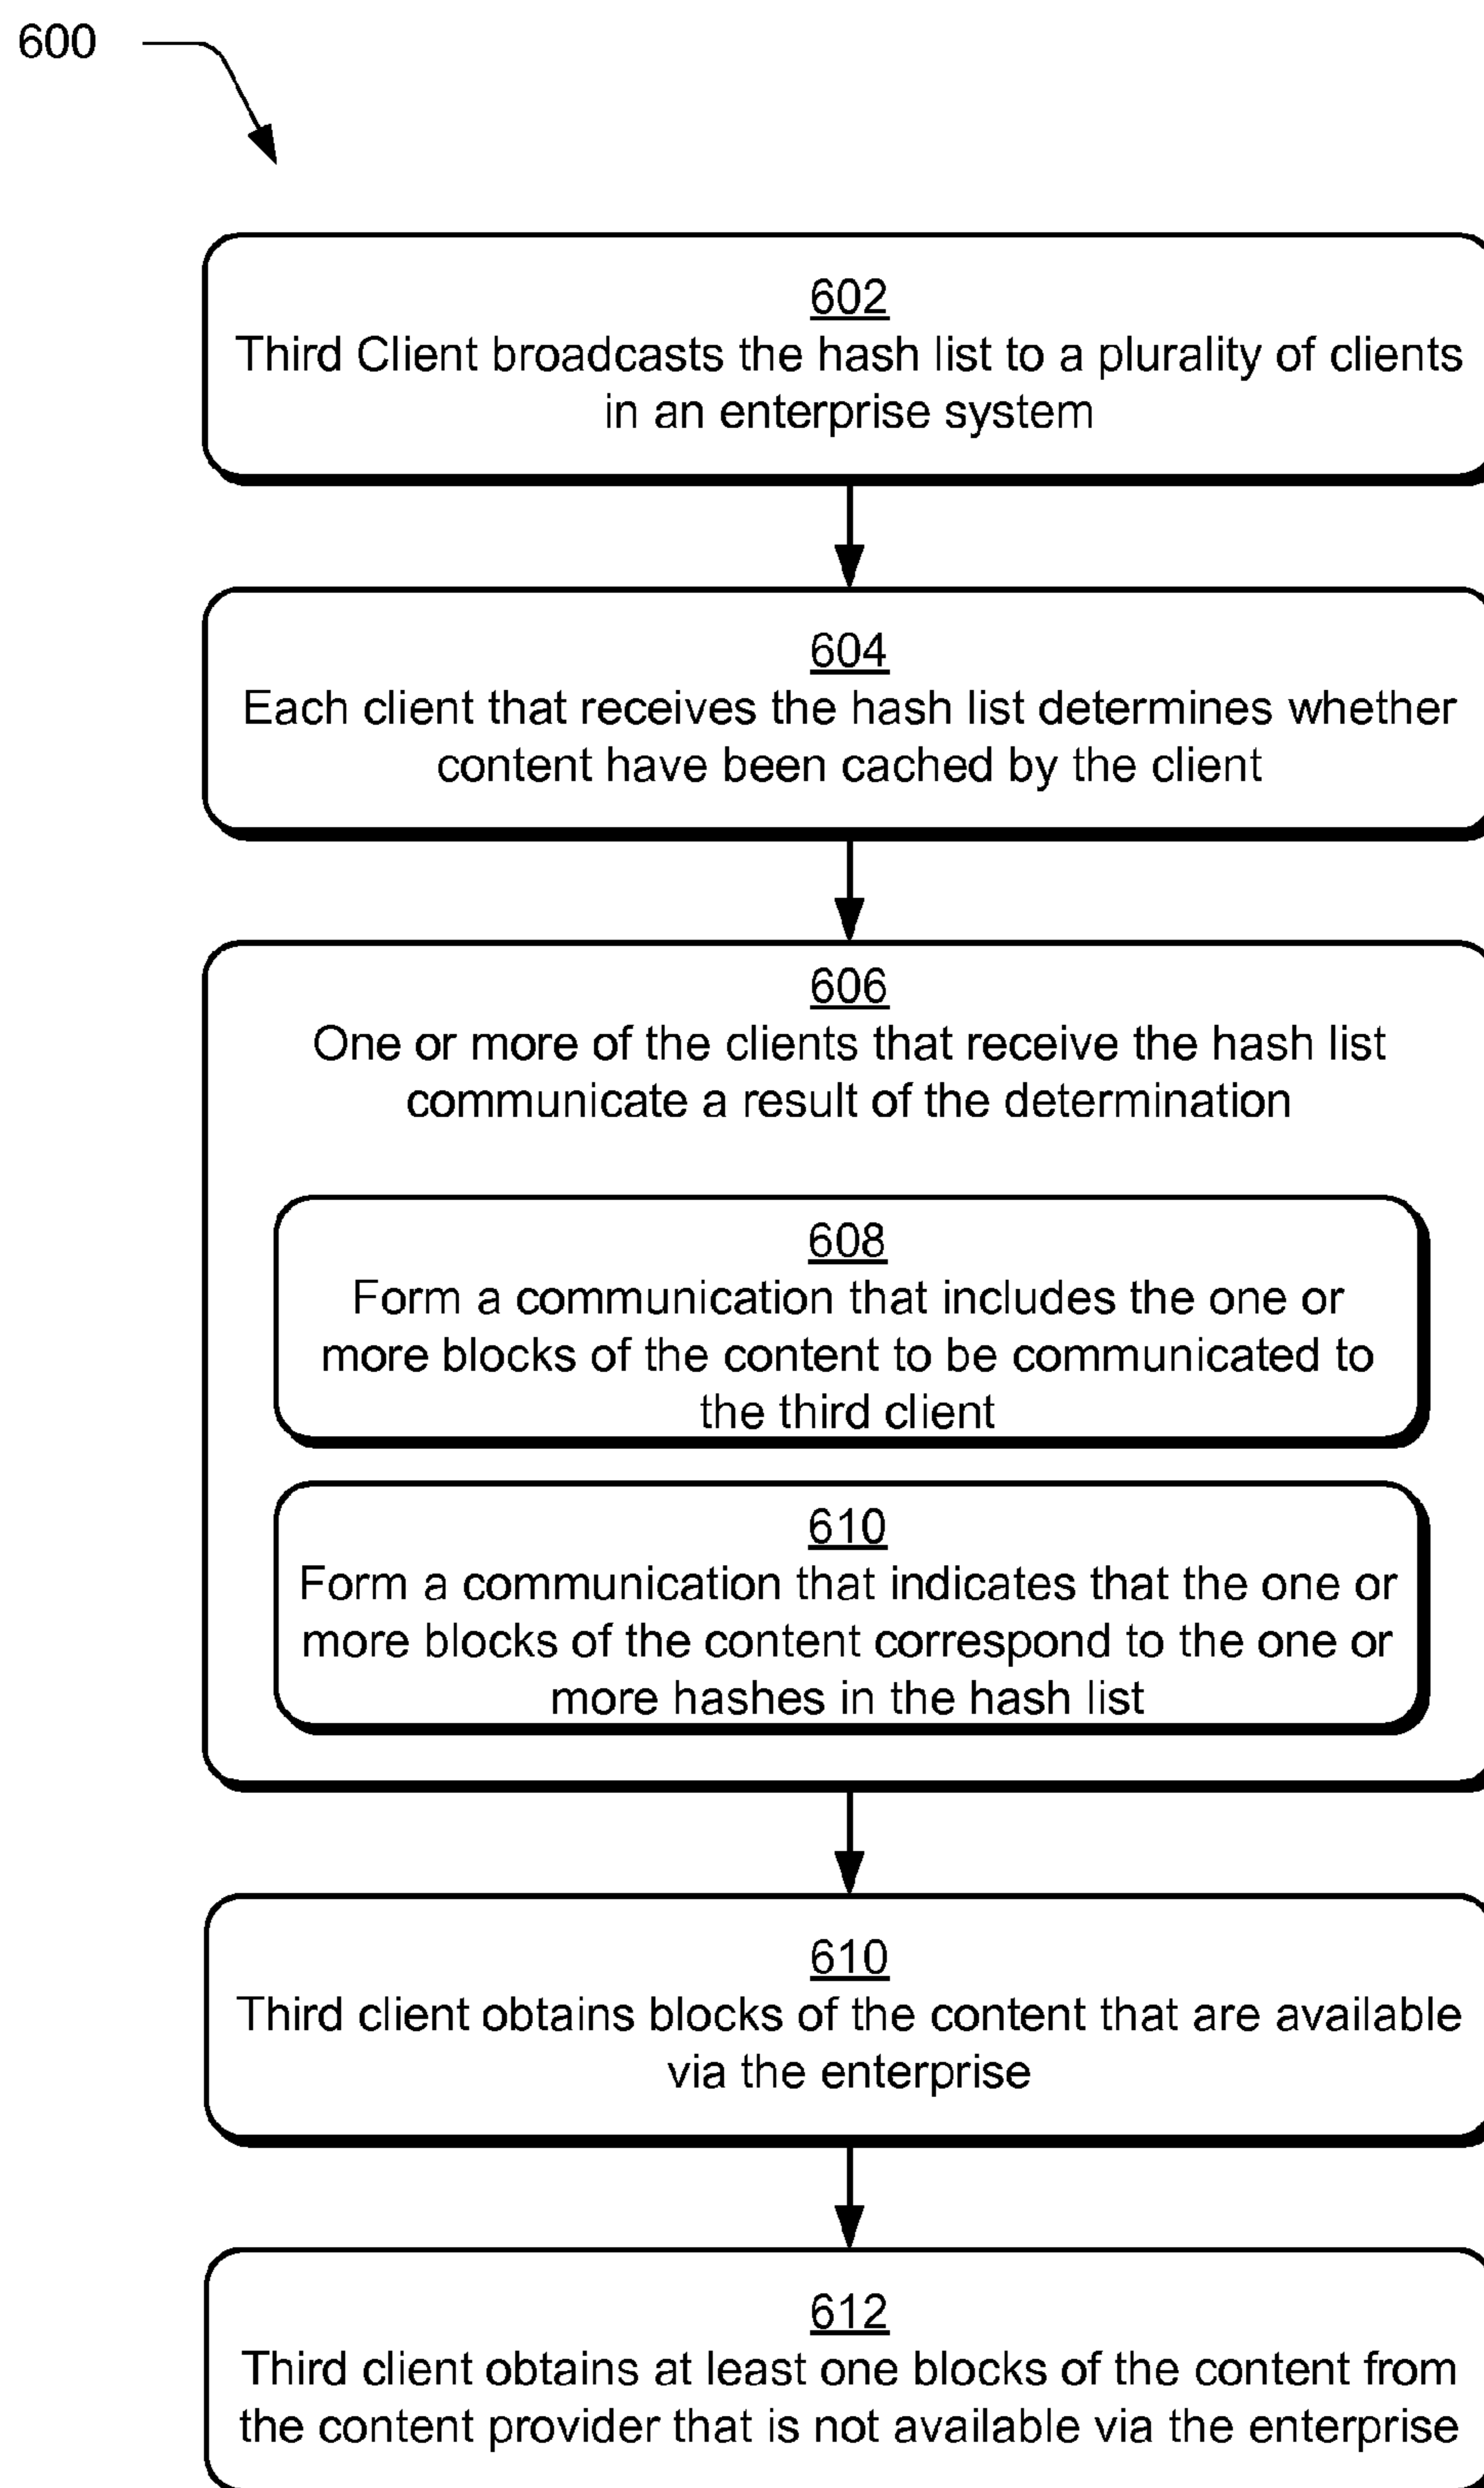 600
602
Third Client broadcasts the hash list to a plurality of clients
in an enterprise system
604
Each client that receives the hash list determines whether
content have been cached by the client
606
One or more of the clients that receive the hash list
communicate a result of the determination
608
Form a communication that includes the one or
more blocks of the content to be communicated to
the third client
610
Form a communication that indicates that the one or
more blocks of the content correspond to the one or
more hashes in the hash list
610
Third client obtains blocks of the content that are available
via the enterprise
612
Third client obtains at least one blocks of the content from
the content provider that is not available via the enterprise